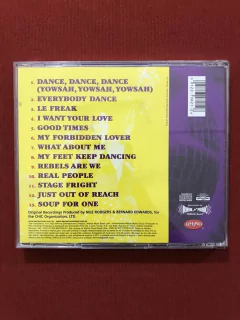 1. DANCE, DANCE, DANCE
(YOWSAH, YOWSAH, YOWSAH)
2. EVERYBODY DANCE
3. LE FREAK
4. I WANT YOUR LOVE
5. GOOD TIMES
6. MY FORBIDDEN LOVER
7. WHAT ABOUT ME
8. MY FEET KEEP DANCING
9. REBELS ARE WE
10. REAL PEOPLE
11. STAGE FRIGHT
12. JUST OUT OF REACH
13. SOUP FOR ONE
Original Recordings Produced by NILE RODGERS & BERNARD EDWARDS, for
the CHIC Organization, LTD.